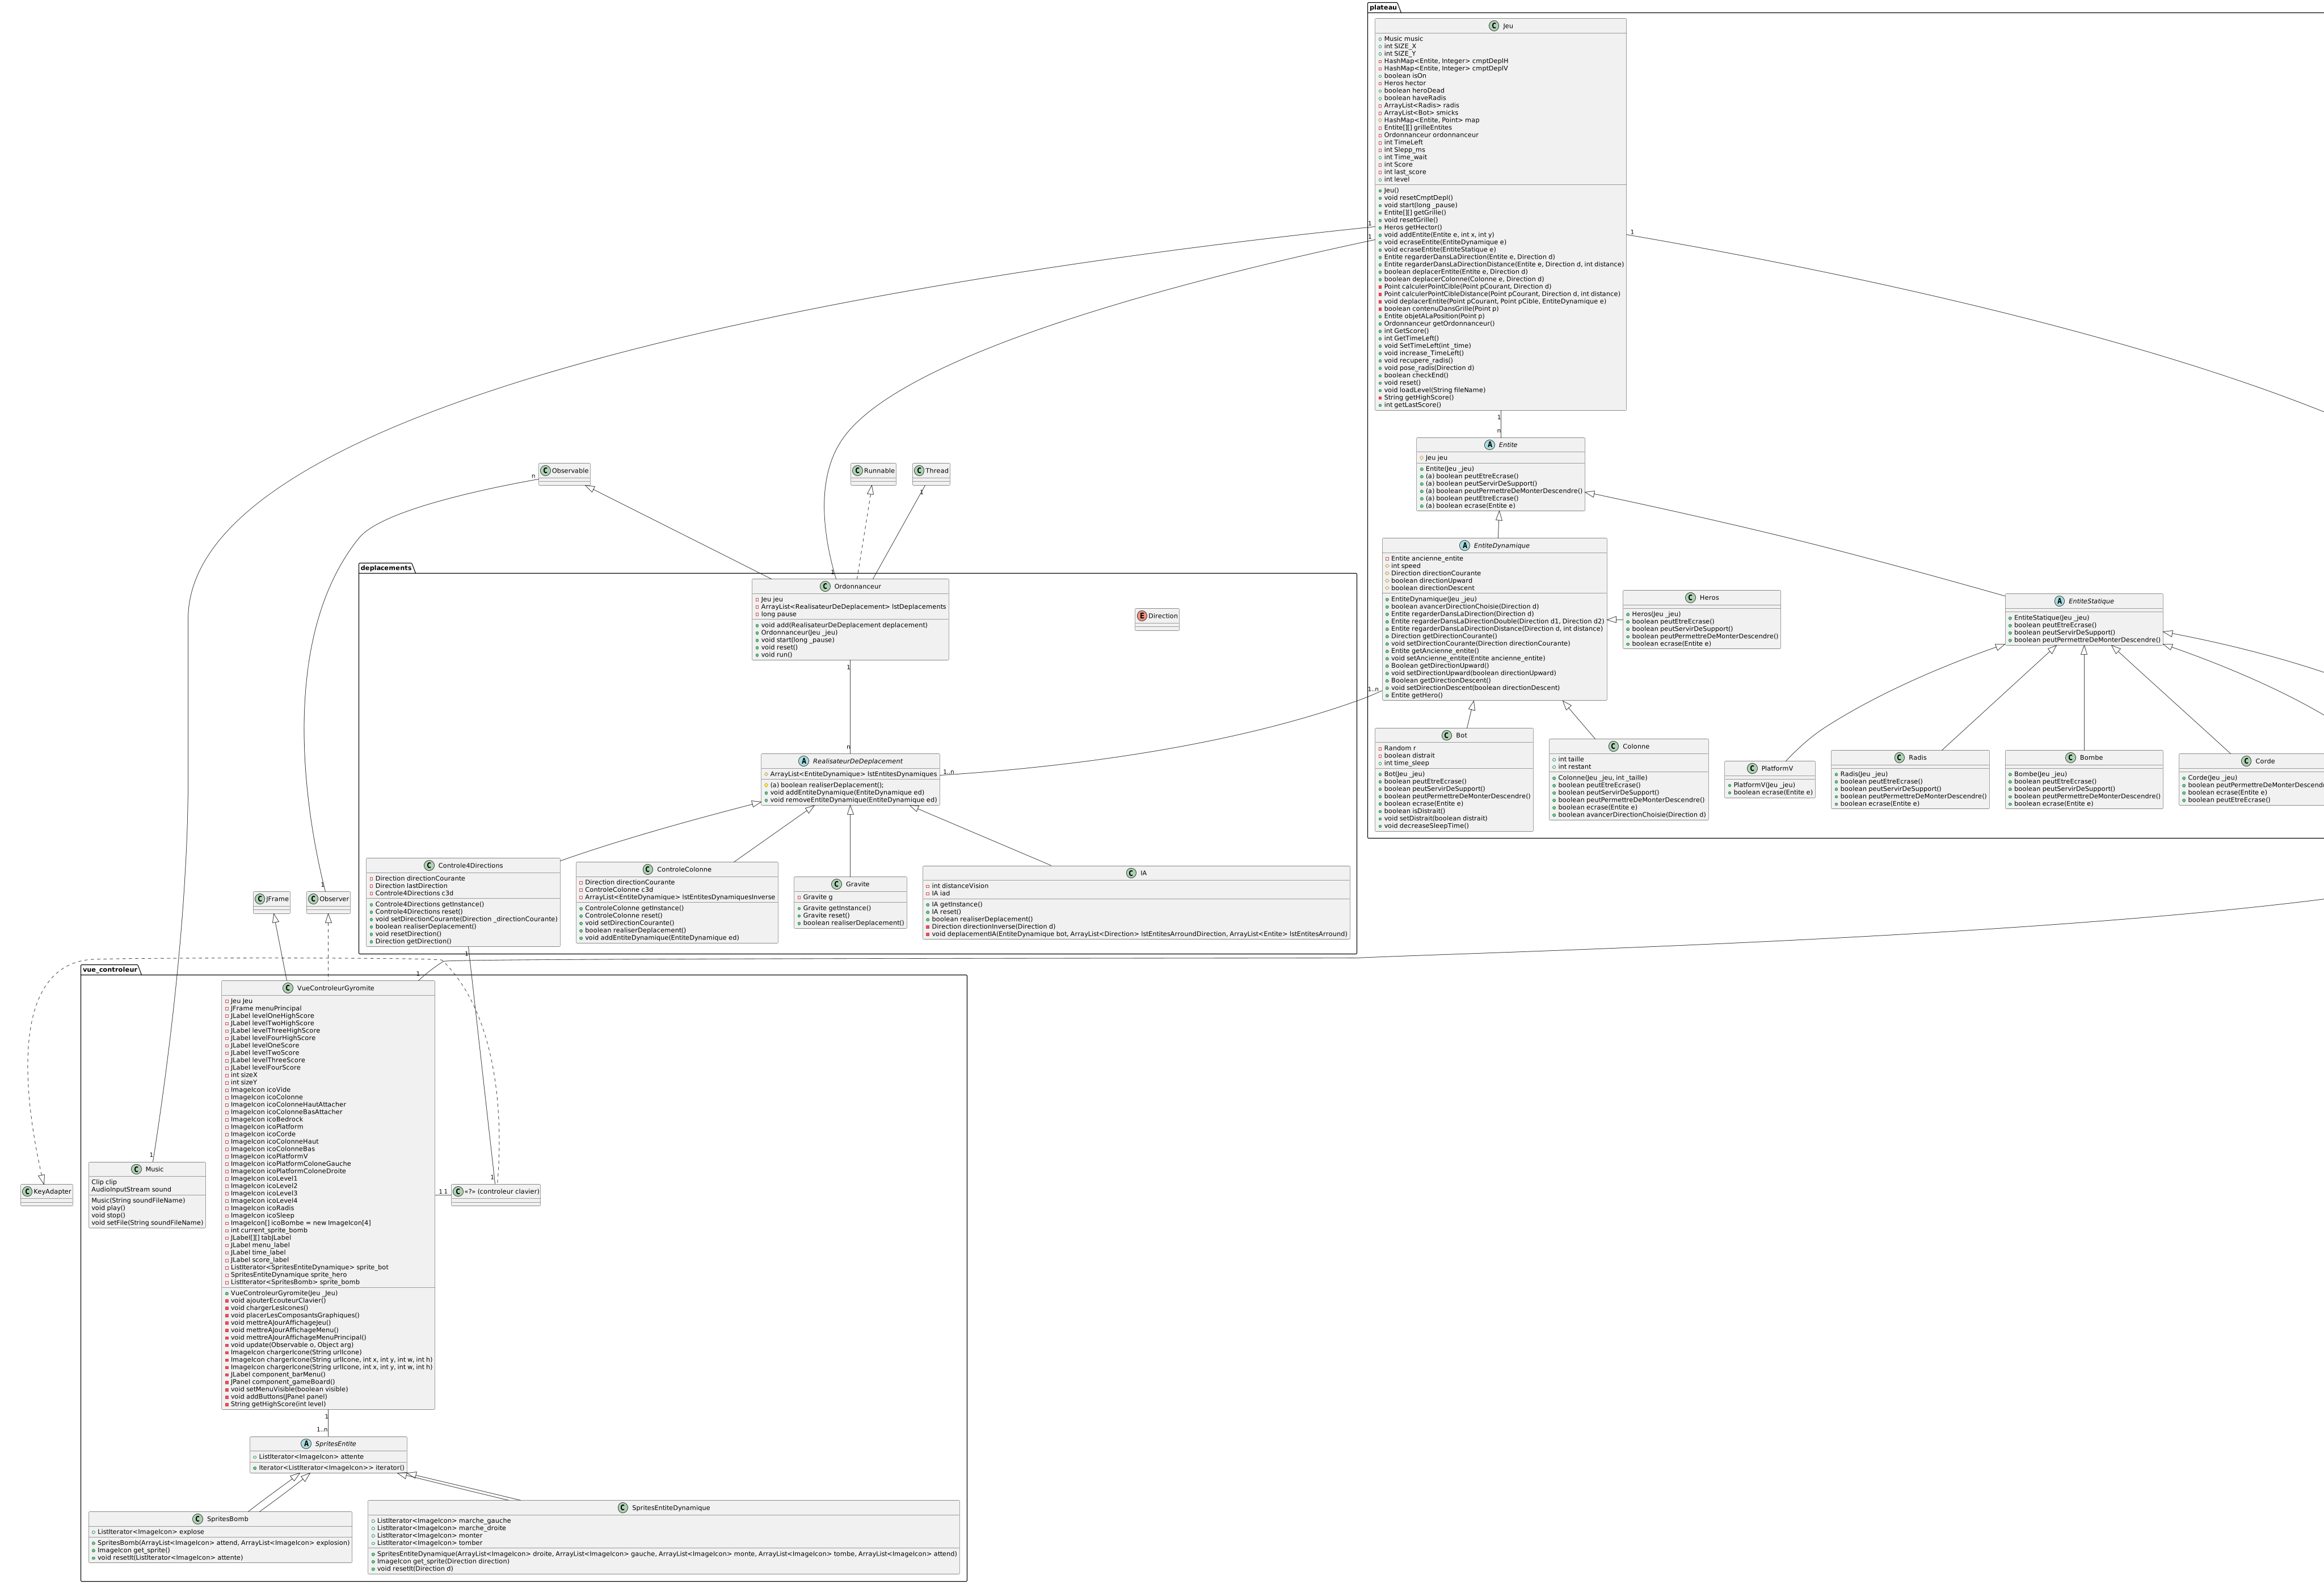 plateau
Jeu
Music music
int SIZE_X
int SIZE_Y
HashMap<Entite, Integer> cmptDeplH
HashMap<Entite, Integer> cmptDeplV
boolean isOn
Heros hector
boolean heroDead
boolean haveRadis
ArrayList<Radis> radis
ArrayList<Bot> smicks
HashMap<Entite, Point> map
Entite[][] grilleEntites
Ordonnanceur ordonnanceur
int TimeLeft
int Slepp_ms
int Time_wait
int Score
int last_score
int level
Jeu()
void resetCmptDepl()
void start(long _pause)
Entite[][] getGrille()
void resetGrille()
Heros getHector()
void addEntite(Entite e, int x, int y)
void ecraseEntite(EntiteDynamique e)
void ecraseEntite(EntiteStatique e)
Entite regarderDansLaDirection(Entite e, Direction d)
Entite regarderDansLaDirectionDistance(Entite e, Direction d, int distance)
boolean deplacerEntite(Entite e, Direction d)
boolean deplacerColonne(Colonne e, Direction d)
Point calculerPointCible(Point pCourant, Direction d)
Point calculerPointCibleDistance(Point pCourant, Direction d, int distance)
void deplacerEntite(Point pCourant, Point pCible, EntiteDynamique e)
boolean contenuDansGrille(Point p)
Entite objetALaPosition(Point p)
Ordonnanceur getOrdonnanceur()
int GetScore()
int GetTimeLeft()
void SetTimeLeft(int _time)
void increase_TimeLeft()
void recupere_radis()
void pose_radis(Direction d)
boolean checkEnd()
void reset()
void loadLevel(String fileName)
String getHighScore()
int getLastScore()
1
1
1
1
n
Entite
Jeu jeu
Entite(Jeu _jeu)
(a) boolean peutEtreEcrase()
(a) boolean peutServirDeSupport()
(a) boolean peutPermettreDeMonterDescendre()
(a) boolean peutEtreEcrase()
(a) boolean ecrase(Entite e)
n
Observable
Runnable
Thread
1
EntiteDynamique
Entite ancienne_entite
int speed
Direction directionCourante
boolean directionUpward
boolean directionDescent
EntiteDynamique(Jeu _jeu)
boolean avancerDirectionChoisie(Direction d)
Entite regarderDansLaDirection(Direction d)
Entite regarderDansLaDirectionDouble(Direction d1, Direction d2)
Entite regarderDansLaDirectionDistance(Direction d, int distance)
Direction getDirectionCourante()
void setDirectionCourante(Direction directionCourante)
Entite getAncienne_entite()
void setAncienne_entite(Entite ancienne_entite)
Boolean getDirectionUpward()
void setDirectionUpward(boolean directionUpward)
Boolean getDirectionDescent()
void setDirectionDescent(boolean directionDescent)
Entite getHero()
1..n
Heros
Heros(Jeu _jeu)
boolean peutEtreEcrase()
boolean peutServirDeSupport()
boolean peutPermettreDeMonterDescendre()
boolean ecrase(Entite e)
EntiteStatique
EntiteStatique(Jeu _jeu)
boolean peutEtreEcrase()
boolean peutServirDeSupport()
boolean peutPermettreDeMonterDescendre()
deplacements
1
Ordonnanceur
Jeu jeu
ArrayList<RealisateurDeDeplacement> lstDeplacements
long pause
void add(RealisateurDeDeplacement deplacement)
Ordonnanceur(Jeu _jeu)
void start(long _pause)
void reset()
void run()
1
n
Direction
RealisateurDeDeplacement
ArrayList<EntiteDynamique> lstEntitesDynamiques
(a) boolean realiserDeplacement();
void addEntiteDynamique(EntiteDynamique ed)
void removeEntiteDynamique(EntiteDynamique ed)
1..n
Bot
Random r
boolean distrait
int time_sleep
Bot(Jeu _jeu)
boolean peutEtreEcrase()
boolean peutServirDeSupport()
boolean peutPermettreDeMonterDescendre()
boolean ecrase(Entite e)
boolean isDistrait()
void setDistrait(boolean distrait)
void decreaseSleepTime()
Colonne
int taille
int restant
Colonne(Jeu _jeu, int _taille)
boolean peutEtreEcrase()
boolean peutServirDeSupport()
boolean peutPermettreDeMonterDescendre()
boolean ecrase(Entite e)
boolean avancerDirectionChoisie(Direction d)
PlatformV
PlatformV(Jeu _jeu)
boolean ecrase(Entite e)
Radis
Radis(Jeu _jeu)
boolean peutEtreEcrase()
boolean peutServirDeSupport()
boolean peutPermettreDeMonterDescendre()
boolean ecrase(Entite e)
Bombe
Bombe(Jeu _jeu)
boolean peutEtreEcrase()
boolean peutServirDeSupport()
boolean peutPermettreDeMonterDescendre()
boolean ecrase(Entite e)
Corde
Corde(Jeu _jeu)
boolean peutPermettreDeMonterDescendr
boolean ecrase(Entite e)
boolean peutEtreEcrase()
Controle4Directions
Direction directionCourante
Direction lastDirection
Controle4Directions c3d
Controle4Directions getInstance()
Controle4Directions reset()
void setDirectionCourante(Direction _directionCourante)
boolean realiserDeplacement()
void resetDirection()
Direction getDirection()
1
ControleColonne
Direction directionCourante
ControleColonne c3d
ArrayList<EntiteDynamique> lstEntitesDynamiquesInverse
ControleColonne getInstance()
ControleColonne reset()
void setDirectionCourante()
boolean realiserDeplacement()
void addEntiteDynamique(EntiteDynamique ed)
Gravite
Gravite g
Gravite getInstance()
Gravite reset()
boolean realiserDeplacement()
IA
int distanceVision
IA iad
IA getInstance()
IA reset()
boolean realiserDeplacement()
Direction directionInverse(Direction d)
void deplacementIA(EntiteDynamique bot, ArrayList<Direction> lstEntitesArroundDirection, ArrayList<Entite> lstEntitesArround)
1
JFrame
Observer
vue_controleur
1
VueControleurGyromite
Jeu Jeu
JFrame menuPrincipal
JLabel levelOneHighScore
JLabel levelTwoHighScore
JLabel levelThreeHighScore
JLabel levelFourHighScore
JLabel levelOneScore
JLabel levelTwoScore
JLabel levelThreeScore
JLabel levelFourScore
int sizeX
int sizeY
ImageIcon icoVide
ImageIcon icoColonne
ImageIcon icoColonneHautAttacher
ImageIcon icoColonneBasAttacher
ImageIcon icoBedrock
ImageIcon icoPlatform
ImageIcon icoCorde
ImageIcon icoColonneHaut
ImageIcon icoColonneBas
ImageIcon icoPlatformV
ImageIcon icoPlatformColoneGauche
ImageIcon icoPlatformColoneDroite
ImageIcon icoLevel1
ImageIcon icoLevel2
ImageIcon icoLevel3
ImageIcon icoLevel4
ImageIcon icoRadis
ImageIcon icoSleep
ImageIcon[] icoBombe = new ImageIcon[4]
int current_sprite_bomb
JLabel[][] tabJLabel
JLabel menu_label
JLabel time_label
JLabel score_label
ListIterator<SpritesEntiteDynamique> sprite_bot
SpritesEntiteDynamique sprite_hero
ListIterator<SpritesBomb> sprite_bomb
VueControleurGyromite(Jeu _Jeu)
void ajouterEcouteurClavier()
void chargerLesIcones()
void placerLesComposantsGraphiques()
void mettreAJourAffichageJeu()
void mettreAJourAffichageMenu()
void mettreAJourAffichageMenuPrincipal()
void update(Observable o, Object arg)
ImageIcon chargerIcone(String urlIcone)
ImageIcon chargerIcone(String urlIcone, int x, int y, int w, int h)
ImageIcon chargerIcone(String urlIcone, int x, int y, int w, int h)
JLabel component_barMenu()
JPanel component_gameBoard()
void setMenuVisible(boolean visible)
void addButtons(JPanel panel)
String getHighScore(int level)
1
Music
Clip clip
AudioInputStream sound
Music(String soundFileName)
void play()
void stop()
void setFile(String soundFileName)
KeyAdapter
1
11
«?» (controleur clavier)
1
1..n
SpritesEntite
ListIterator<ImageIcon> attente
Iterator<ListIterator<ImageIcon>> iterator()
SpritesBomb
ListIterator<ImageIcon> explose
SpritesBomb(ArrayList<ImageIcon> attend, ArrayList<ImageIcon> explosion)
ImageIcon get_sprite()
void resetIt(ListIterator<ImageIcon> attente)
SpritesEntiteDynamique
ListIterator<ImageIcon> marche_gauche
ListIterator<ImageIcon> marche_droite
ListIterator<ImageIcon> monter
ListIterator<ImageIcon> tomber
SpritesEntiteDynamique(ArrayList<ImageIcon> droite, ArrayList<ImageIcon> gauche, ArrayList<ImageIcon> monte, ArrayList<ImageIcon> tombe, ArrayList<ImageIcon> attend)
ImageIcon get_sprite(Direction direction)
void resetIt(Direction d)